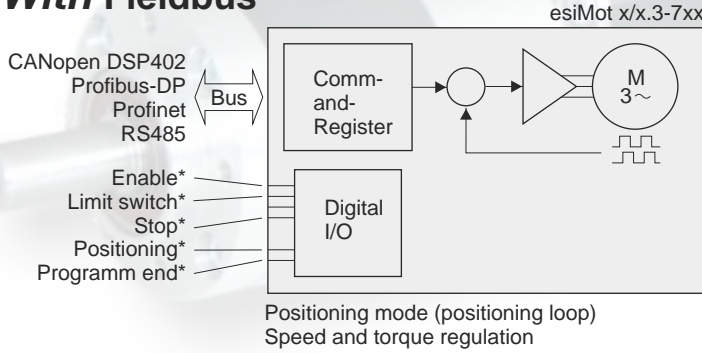 With Fieldbus
esiMot x/x.3-7xx
CANopen DSP402
Profibus-DP
Profinet
RS485
Bus
Comm-
and-
Register
M
3～
Enable*
Limit switch*
Stop*
Positioning*
Programm end*
Digital
I/O
Positioning mode (positioning loop)
Speed and torque regulation